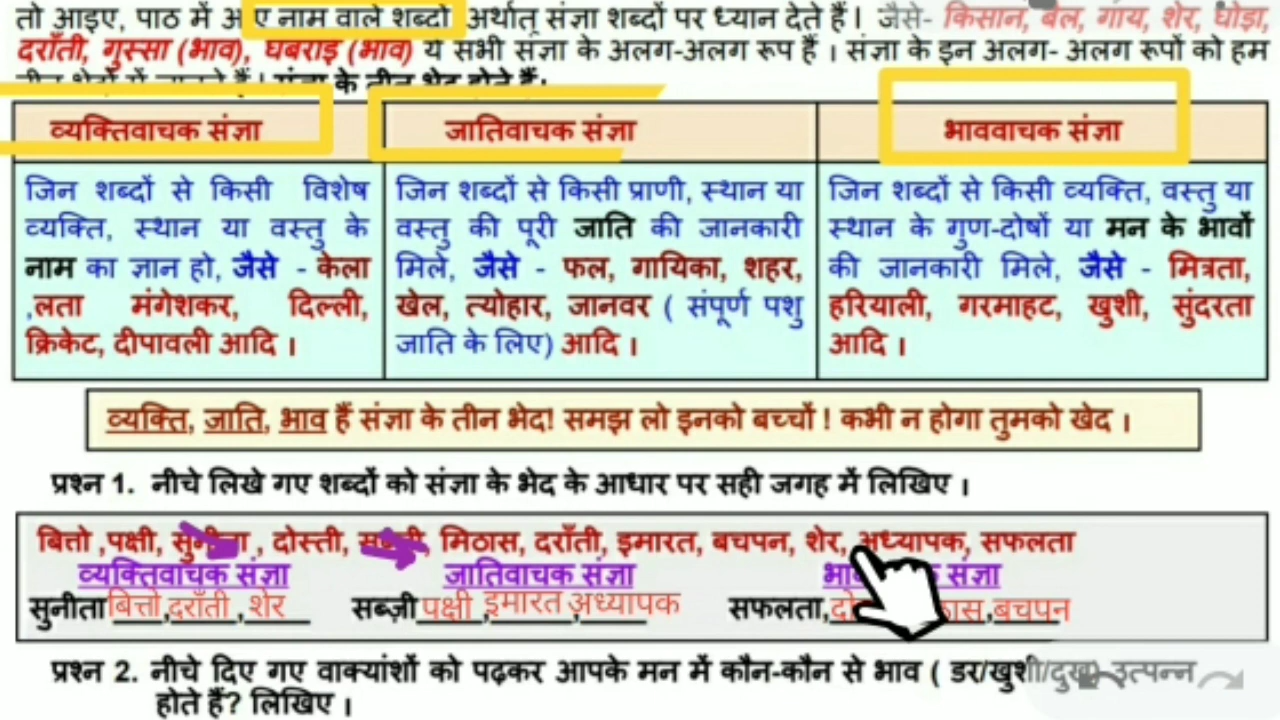 तो आइए, पाठ में आए नाम वाले शब्दों अर्थात् संज्ञा शब्दों पर ध्यान देते हैं। जैसे- किसान, बैल, गाय, शेर, घोड़ा,
दराँती, गुस्सा (भाव), घबराई (भाव) ये सभी संज्ञा के अलग-अलग रूप हैं । संज्ञा के इन अलग- अलग रूपों को हम
संज्ञा के तीन भेद होते हैं:
व्यक्तिवाचक संज्ञा
जिन शब्दों से किसी विशेष
व्यक्ति, स्थान या वस्तु के
नाम का ज्ञान हो, जैसे - केला
,लता मंगेशकर, दिल्ली,
क्रिकेट, दीपावली आदि ।
जातिवाचक संज्ञा
जिन शब्दों से किसी प्राणी, स्थान या
वस्तु की पूरी जाति की जानकारी
मिले, जैसे - फल, गायिका, शहर,
खेल, त्योहार, जानवर ( संपूर्ण पशु
जाति के लिए) आदि ।
भाववाचक संज्ञा
जिन शब्दों से किसी व्यक्ति, वस्तु या
स्थान के गुण-दोषों या मन के भावों
की जानकारी मिले, जैसे - मित्रता,
हरियाली, गरमाहट, खुशी, सुंदरता
आदि ।
व्यक्ति, जाति, भाव हैं संज्ञा के तीन भेद! समझ लो इनको बच्चों ! कभी न होगा तुमको खेद ।
प्रश्न 1. नीचे लिखे गए शब्दों को संज्ञा के भेद के आधार पर सही जगह में लिखिए ।
बित्तो ,पक्षी, सुनीता , दोस्ती, सब्ज़ी, मिठास, दराँती, इमारत, बचपन, शेर, अध्यापक, सफलता
व्यक्तिवाचक संज्ञा जातिवाचक संज्ञा संज्ञा
सुनीता बित्तो ,दराँती ,शेर सब्ज़ी पक्षी ,इमारत,अध्यापक सफलता, ,बचपन
प्रश्न 2. नीचे दिए गए वाक्यांशों को पढ़कर आपके मन में कौन-कौन से भाव ( डर/खुशी/दुख) उत्पन्न
होते हैं? लिखिए ।